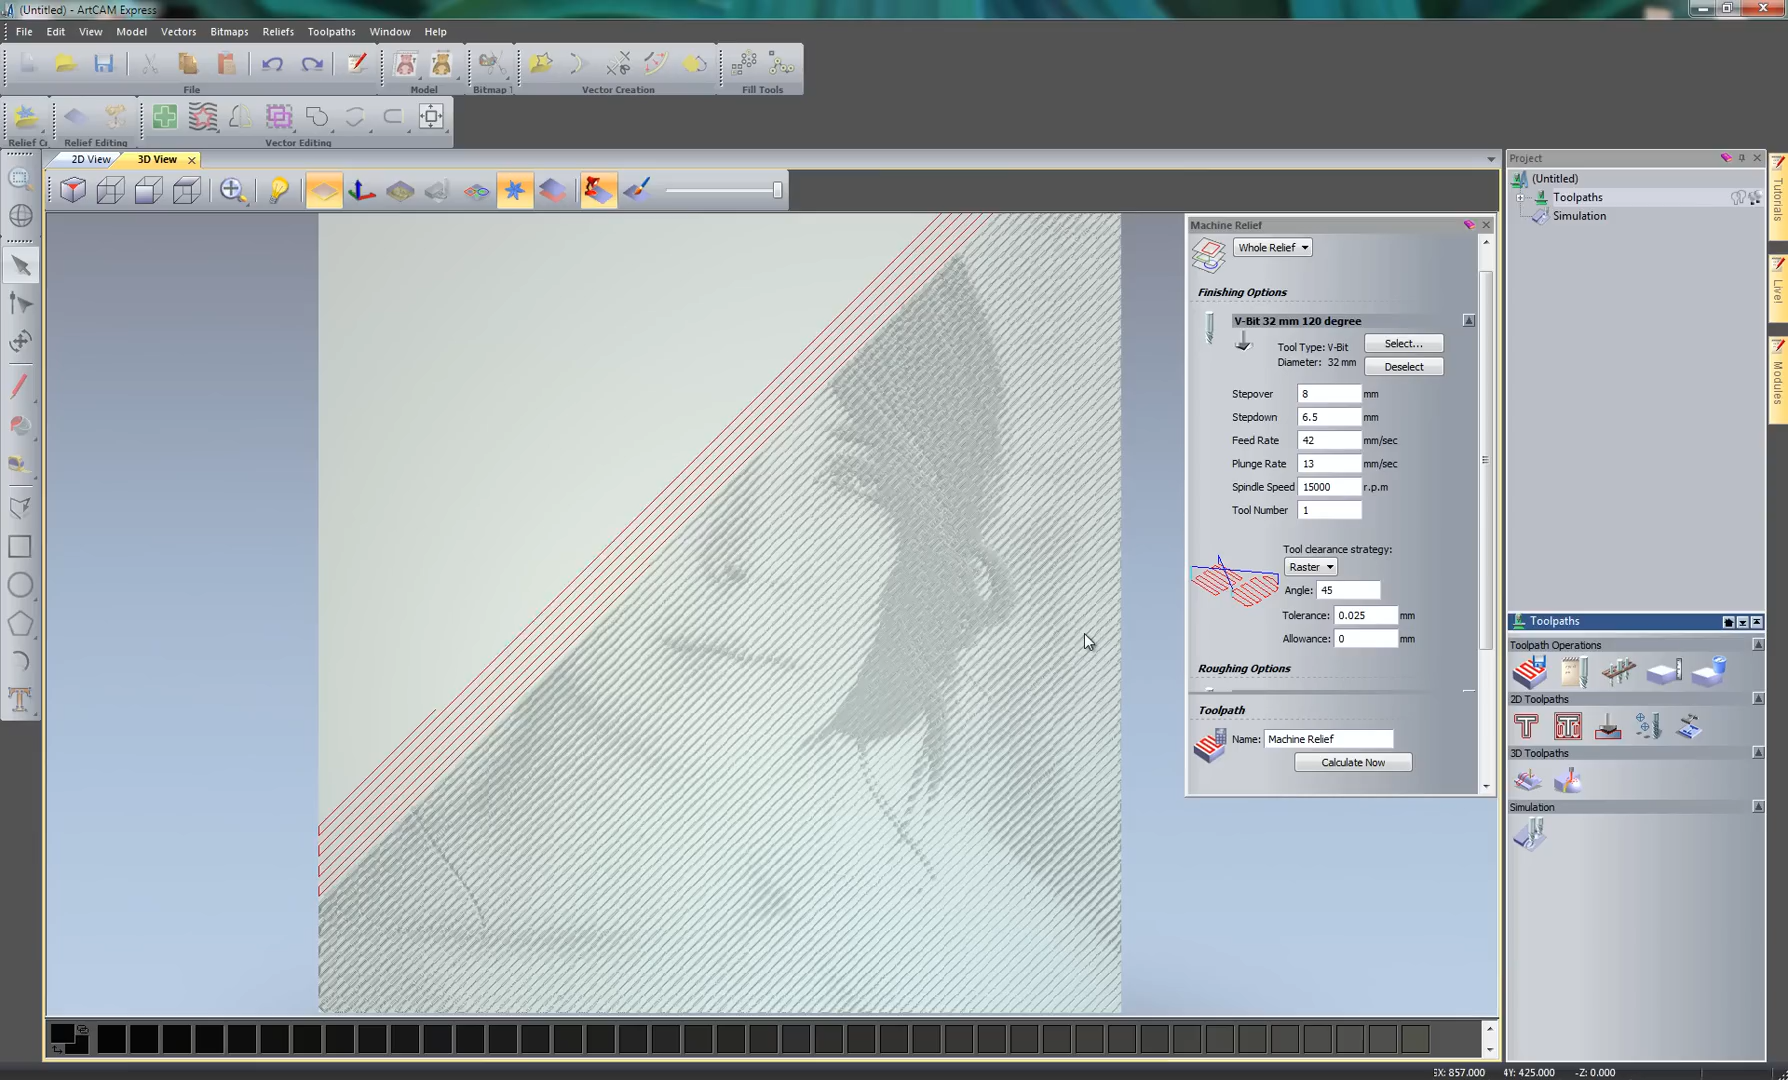 (Untitled) - ArtCAM Express
File Edit View Model Vectors Bitmaps Reliefs Toolpaths Window Help
File Model Bitmap Vector Creation Fill Tools
Relief Relief Editing Vector Editing
2D View 3D View
Machine Relief
Whole Relief
Finishing Options
V-Bit 32 mm 120 degree
Tool Type: V-Bit Select...
Diameter: 32 mm Deselect
Stepover 8 mm
Stepdown 6.5 mm
Feed Rate 42 mm/sec
Plunge Rate 13 mm/sec
Spindle Speed 15000 r.p.m
Tool Number 1
Tool clearance strategy:
Raster
Angle: 45
Tolerance: 0.025 mm
Allowance: 0 mm
Roughing Options
Toolpath
Name: Machine Relief
Calculate Now
Project
(Untitled)
Toolpaths
Simulation
Toolpaths
Toolpath Operations
2D Toolpaths
3D Toolpaths
Simulation
Tutorials
Live!
Modules
X: 857.000 Y: 425.000 -Z: 0.000